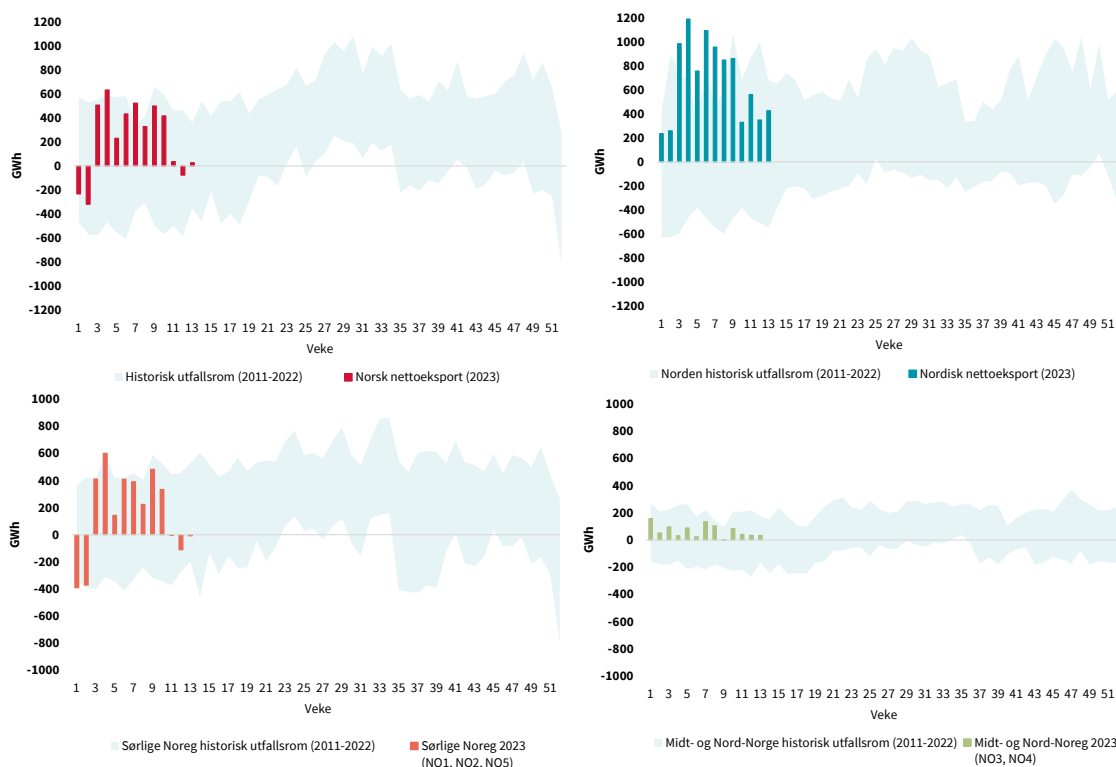 1200
1000
800
600
400
200
0
-200
-400
-600
-800
-1000
-1200
GWh
1 3 5 7 9 11 13 15 17 19 21 23 25 27 29 31 33 35 37 39 41 43 45 47 49 51
Veke
Historisk utfallsrom (2011-2022) Norsk nettoeksport (2023)
1200
1000
800
600
400
200
0
-200
-400
-600
-800
-1000
-1200
GWh
1 3 5 7 9 11 13 15 17 19 21 23 25 27 29 31 33 35 37 39 41 43 45 47 49 51
Veke
Norden historisk utfallsrom (2011-2022) Nordisk nettoeksport (2023)
1000
800
600
400
200
0
-200
-400
-600
-800
-1000
GWh
1 3 5 7 9 11 13 15 17 19 21 23 25 27 29 31 33 35 37 39 41 43 45 47 49 51
Veke
Sørlige Noreg historisk utfallsrom (2011-2022) Sørlige Noreg 2023
(NO1, NO2, NO5)
1000
800
600
400
200
0
-200
-400
-600
-800
-1000
GWh
1 3 5 7 9 11 13 15 17 19 21 23 25 27 29 31 33 35 37 39 41 43 45 47 49 51
Veke
Midt- og Nord-Norge historisk utfallsrom (2011-2022) Midt- og Nord-Noreg 2023
(NO3, NO4)